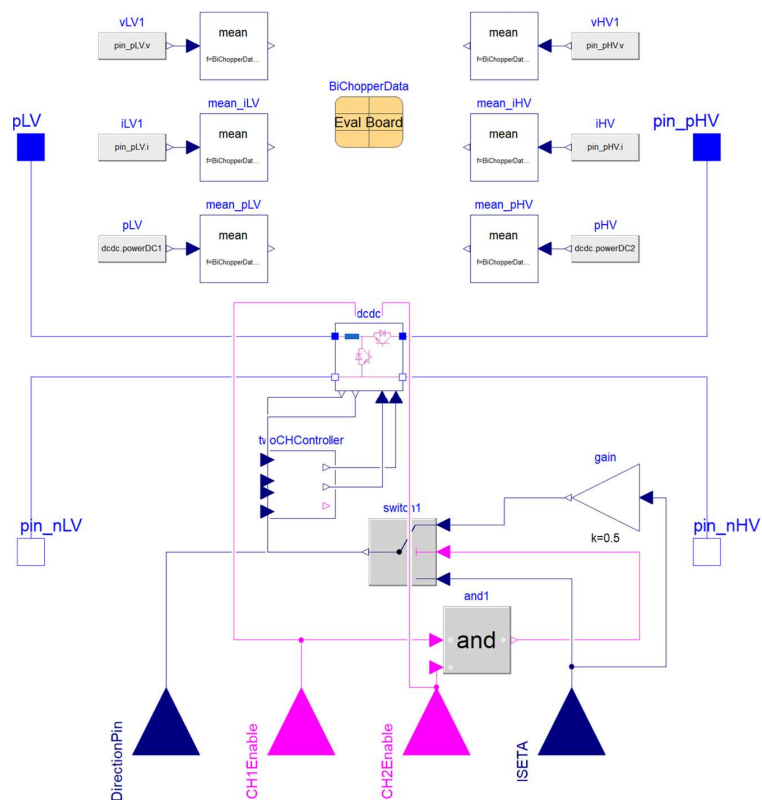 vLV1
vHV1
pin_pLV.v
mean
f=BiChopperDat...
mean
f=BiChopperDat...
pin_pHV.v
BiChopperData
Eval Board
pLV
iLV1
mean_iLV
mean_iHV
iHV
pin_pHV
pin_pLV.i
mean
f=BiChopperDat...
mean
f=BiChopperDat...
pin_pHV.i
pLV
mean_pLV
mean_pHV
pHV
dcdc.powerDC1
mean
f=BiChopperDat...
mean
f=BiChopperDat...
dcdc.powerDC2
dcdc
twoCHController
gain
pin_nLV
switch1
pin_nHV
k=0.5
and1
and
DirectionPin
CH1Enable
CH2Enable
ISETA